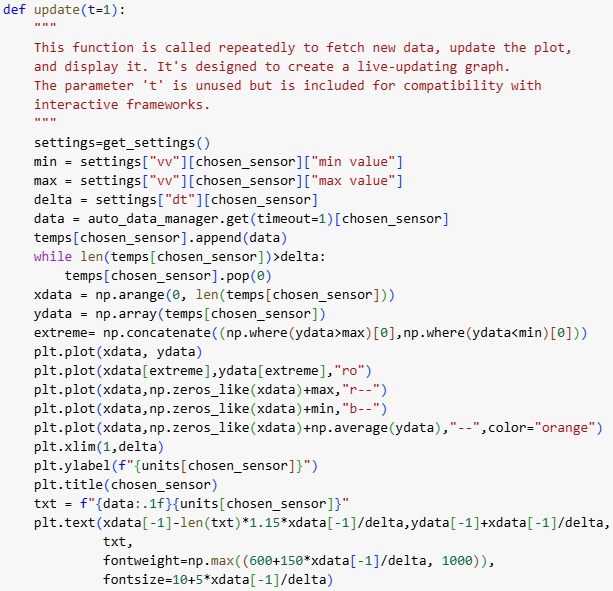 def update(t=1):
    """
    This function is called repeatedly to fetch new data, update the plot,
    and display it. It's designed to create a live-updating graph.
    The parameter 't' is unused but is included for compatibility with
    interactive frameworks.
    """
    settings=get_settings()
    min = settings["vv"][chosen_sensor]["min value"]
    max = settings["vv"][chosen_sensor]["max value"]
    delta = settings["dt"][chosen_sensor]
    data = auto_data_manager.get(timeout=1)[chosen_sensor]
    temps[chosen_sensor].append(data)
    while len(temps[chosen_sensor])>delta:
        temps[chosen_sensor].pop(0)
    xdata = np.arange(0, len(temps[chosen_sensor]))
    ydata = np.array(temps[chosen_sensor])
    extreme= np.concatenate((np.where(ydata>max)[0],np.where(ydata<min)[0]))
    plt.plot(xdata, ydata)
    plt.plot(xdata[extreme],ydata[extreme],"ro")
    plt.plot(xdata,np.zeros_like(xdata)+max,"r--")
    plt.plot(xdata,np.zeros_like(xdata)+min,"b--")
    plt.plot(xdata,np.zeros_like(xdata)+np.average(ydata),"--",color="orange")
    plt.xlim(1,delta)
    plt.ylabel(f"{units[chosen_sensor]}")
    plt.title(chosen_sensor)
    txt = f"{data:.1f}{units[chosen_sensor]}"
    plt.text(xdata[-1]-len(txt)*1.15*xdata[-1]/delta,ydata[-1]+xdata[-1]/delta,
             txt,
             fontweight=np.max((600+150*xdata[-1]/delta, 1000)),
             fontsize=10+5*xdata[-1]/delta)